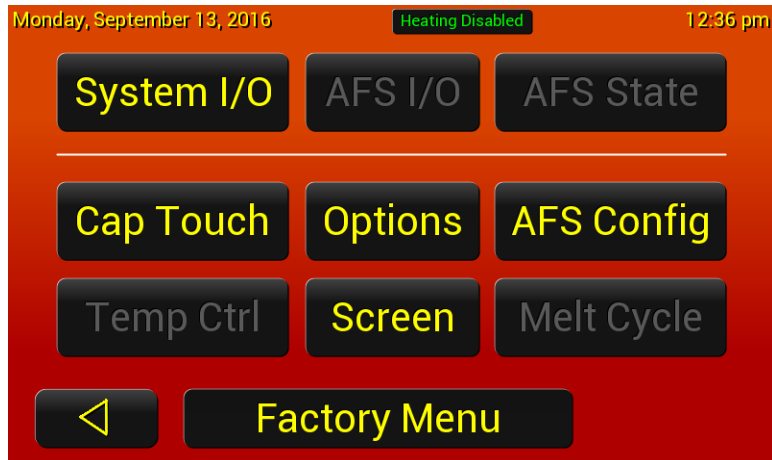 Monday, September 13, 2016 Heating Disabled 12:36 pm
System I/O AFS I/O AFS State
Cap Touch Options AFS Config
Temp Ctrl Screen Melt Cycle
Factory Menu